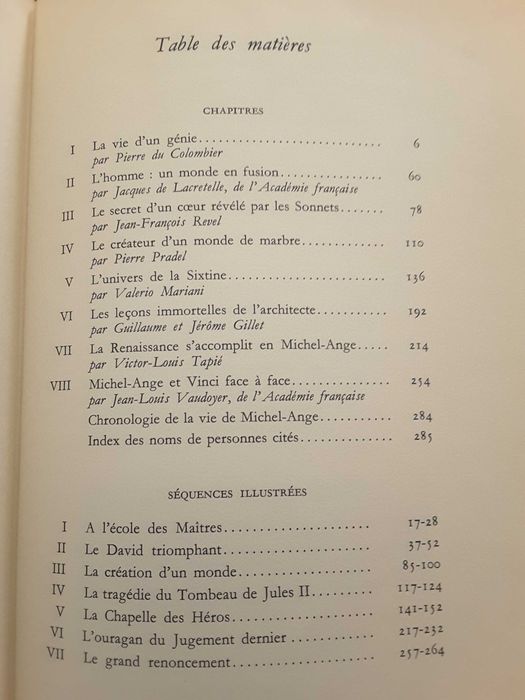 Table des matières
CHAPITRES
I La vie d'un génie............................ 6
par Pierre du Colombier
II L'homme : un monde en fusion............... 60
par Jacques de Lacretelle, de l'Académie française
III Le secret d'un cœur révélé par les Sonnets....... 78
par Jean-François Revel
IV Le créateur d'un monde de marbre............. 110
par Pierre Pradel
V L'univers de la Sixtine........................ 136
par Valerio Mariani
VI Les leçons immortelles de l'architecte........... 192
par Guillaume et Jérôme Gillet
VII La Renaissance s'accomplit en Michel-Ange..... 214
par Victor-Louis Tapié
VIII Michel-Ange et Vinci face à face............... 254
par Jean-Louis Vaudoyer, de l'Académie française
Chronologie de la vie de Michel-Ange........... 284
Index des noms de personnes cités............. 285
SÉQUENCES ILLUSTRÉES
I A l'école des Maîtres...................... 17-28
II Le David triomphant...................... 37-52
III La création d'un monde.................... 85-100
IV La tragédie du Tombeau de Jules II......... 117-124
V La Chapelle des Héros..................... 141-152
VI L'ouragan du Jugement dernier ............ 217-232
VII Le grand renoncement..................... 257-264